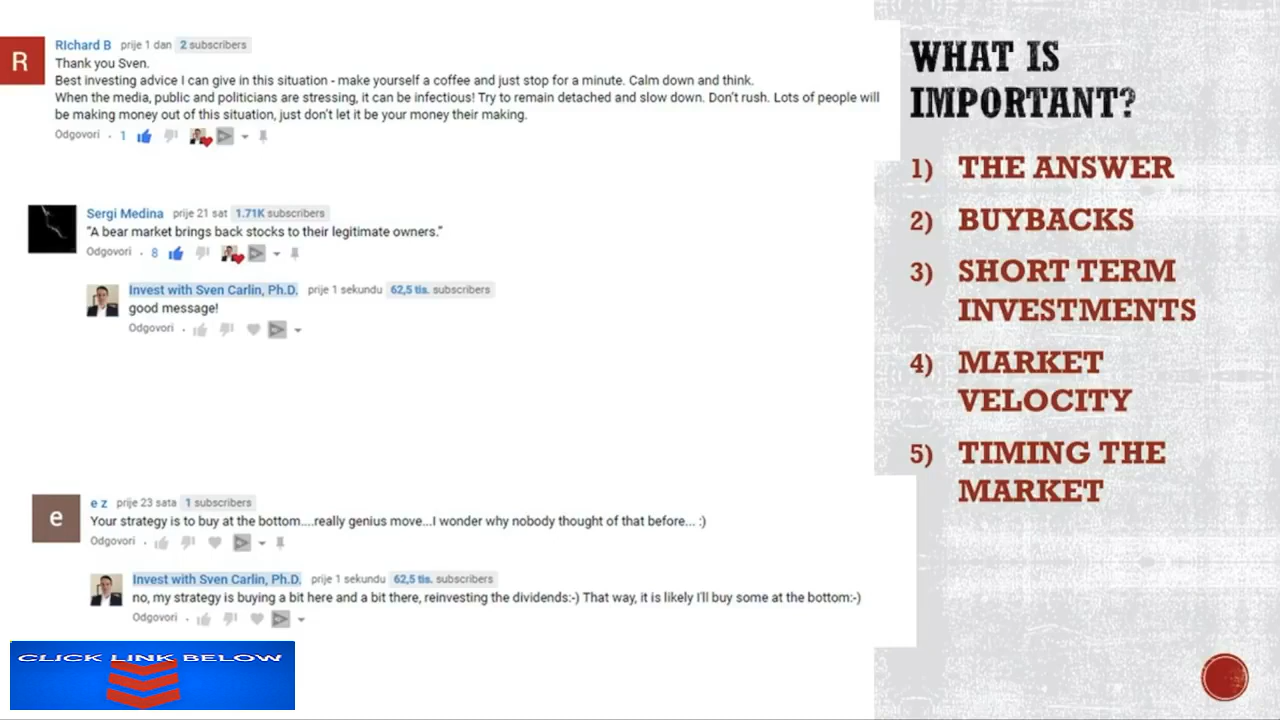 R
RIchard B prije 1 dan 2 subscribers
Thank you Sven.
Best investing advice I can give in this situation - make yourself a coffee and just stop for a minute. Calm down and think.
When the media, public and politicians are stressing, it can be infectious! Try to remain detached and slow down. Don't rush. Lots of people will
be making money out of this situation, just don't let it be your money their making.
Odgovori · 1
Sergi Medina prije 21 sat 1.71K subscribers
“A bear market brings back stocks to their legitimate owners.”
Odgovori · 8
Invest with Sven Carlin, Ph.D. prije 1 sekundu 62,5 tis. subscribers
good message!
Odgovori ·
e
e z prije 23 sata 1 subscribers
Your strategy is to buy at the bottom....really genius move...I wonder why nobody thought of that before... :)
Odgovori ·
Invest with Sven Carlin, Ph.D. prije 1 sekundu 62,5 tis. subscribers
no, my strategy is buying a bit here and a bit there, reinvesting the dividends:-) That way, it is likely I'll buy some at the bottom:-)
Odgovori ·
CLICK LINK BELOW
WHAT IS
IMPORTANT?
1) THE ANSWER
2) BUYBACKS
3) SHORT TERM
INVESTMENTS
4) MARKET
VELOCITY
5) TIMING THE
MARKET